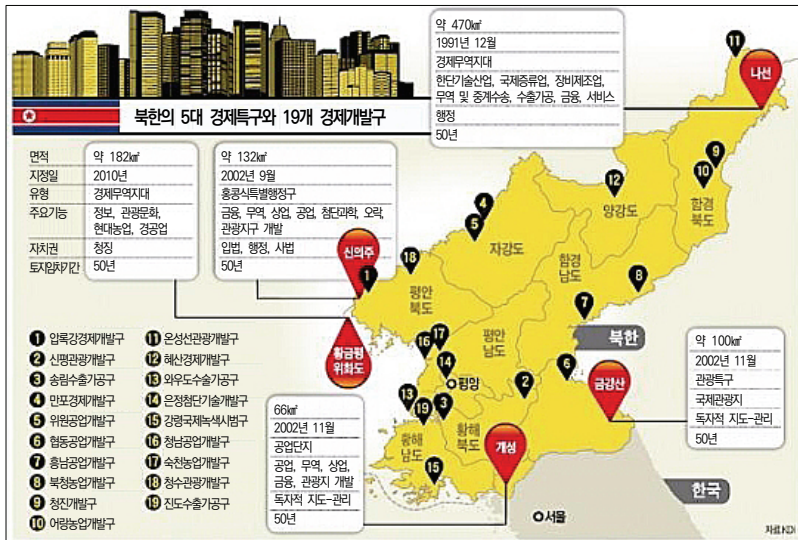 약 470㎢
1991년 12월
경제무역지대
한단기술산업, 국제증류업, 장비제조업,
무역 및 중계수송, 수출가공, 금융, 서비스
행정
50년
11
나선
북한의 5대 경제특구와 19개 경제개발구
면적
약 182㎢
지정일
2010년
유형
경제무역지대
주요기능
정보, 관광문화,
현대농업, 경공업
자치권
청징
토지임차기간
50년
약 132㎢
2002년 9월
홍콩식특별행정구
금융, 무역, 상업, 공업, 첨단과학, 오락,
관광지구 개발
입법, 행정, 사법
50년
9
10
함경
북도
12
양강도
4
5
자강도
함경
남도
8
7
신의주
1
18
평안
북도
황금평
위화도
평안
남도
17
16
14
평양
2
6
북한
금강산
약 100㎢
2002년 11월
관광특구
국제관광지
독자적 지도-관리
50년
13
19
3
황해
남도
황해
북도
15
개성
66㎢
2002년 11월
공업단지
공업, 무역, 상업,
금융, 관광지 개발
독자적 지도-관리
50년
한국
서울
1 압록강경제개발구
2 신평관광개발구
3 송림수출가공구
4 만포경제개발구
5 위원공업개발구
6 협동공업개발구
7 흥남공업개발구
8 북청농업개발구
9 청진개발구
10 어랑농업개발구
11 온성선관광개발구
12 혜산경제개발구
13 와우도수술가공구
14 은정첨단기술개발구
15 강령국제녹색시범구
16 청남공업개발구
17 숙천농업개발구
18 청수관광개발구
19 진도수출가공구
자료:KDI